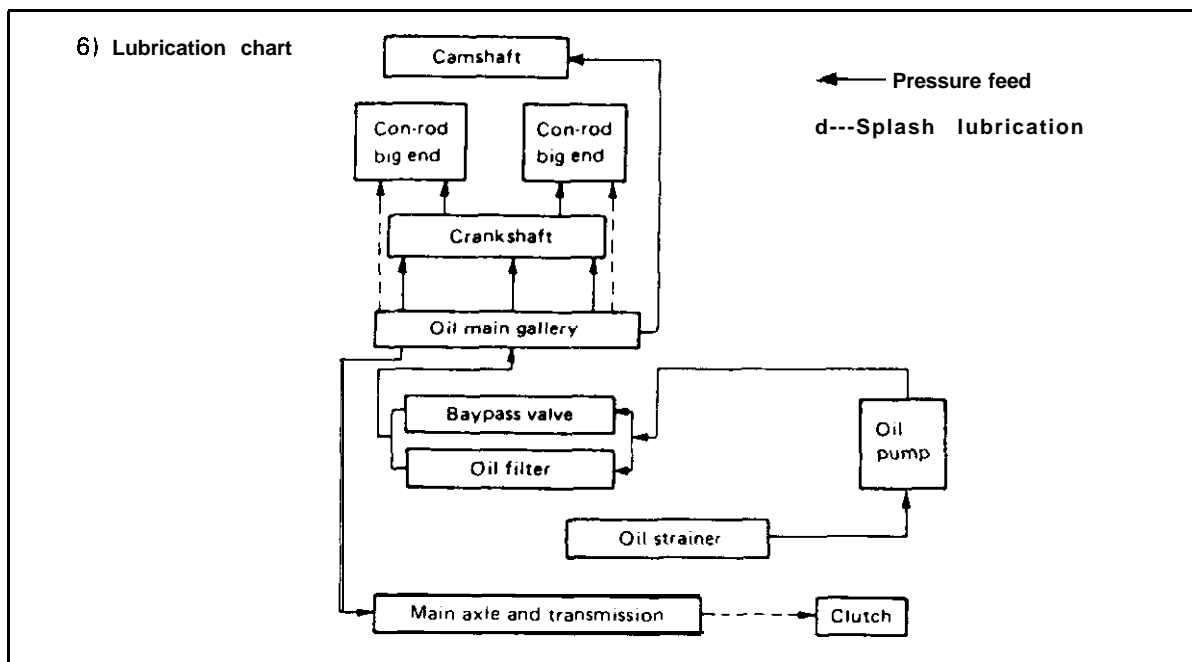 6) Lubrication chart
Camshaft
Pressure feed
d---Splash lubrication
Con-rod
big end
Con-rod
big end
Crankshaft
Oil main gallery
Baypass valve
Oil filter
Oil
pump
Oil strainer
Main axle and transmission
Clutch